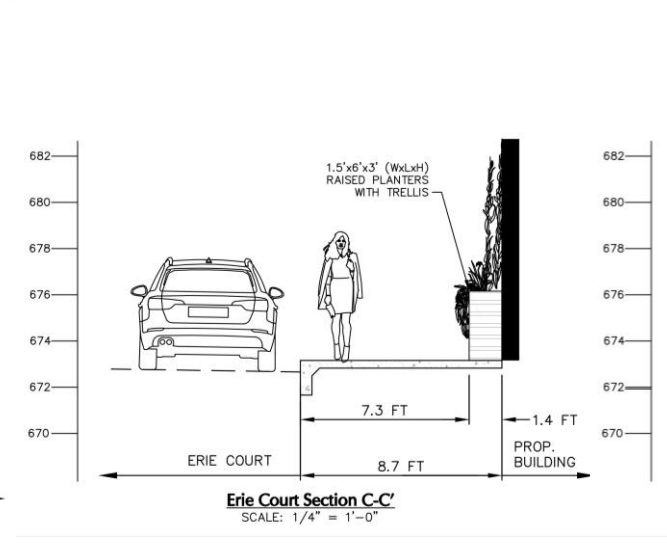 682
680
678
676
674
672
670
1.5'x6'x3' (WxLxH)
RAISED PLANTERS
WITH TRELLIS
682
680
678
676
674
672
670
7.3 FT
1.4 FT
ERIE COURT
8.7 FT
PROP.
BUILDING
Erie Court Section C-C'
SCALE: 1/4" = 1'-0"